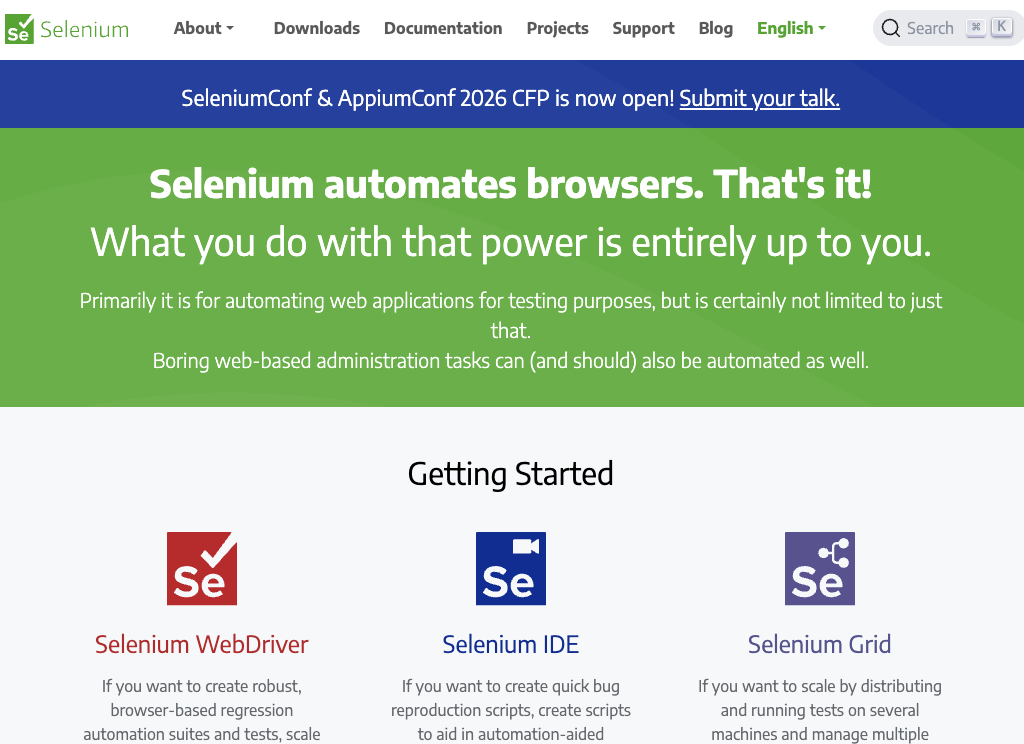 Se Selenium About Downloads Documentation Projects Support Blog English Search ⌘ K
SeleniumConf & AppiumConf 2026 CFP is now open! Submit your talk.
Selenium automates browsers. That's it!
What you do with that power is entirely up to you.
Primarily it is for automating web applications for testing purposes, but is certainly not limited to just
that.
Boring web-based administration tasks can (and should) also be automated as well.
Getting Started
Se Se Se
Selenium WebDriver
If you want to create robust,
browser-based regression
automation suites and tests, scale
Selenium IDE
If you want to create quick bug
reproduction scripts, create scripts
to aid in automation-aided
Selenium Grid
If you want to scale by distributing
and running tests on several
machines and manage multiple